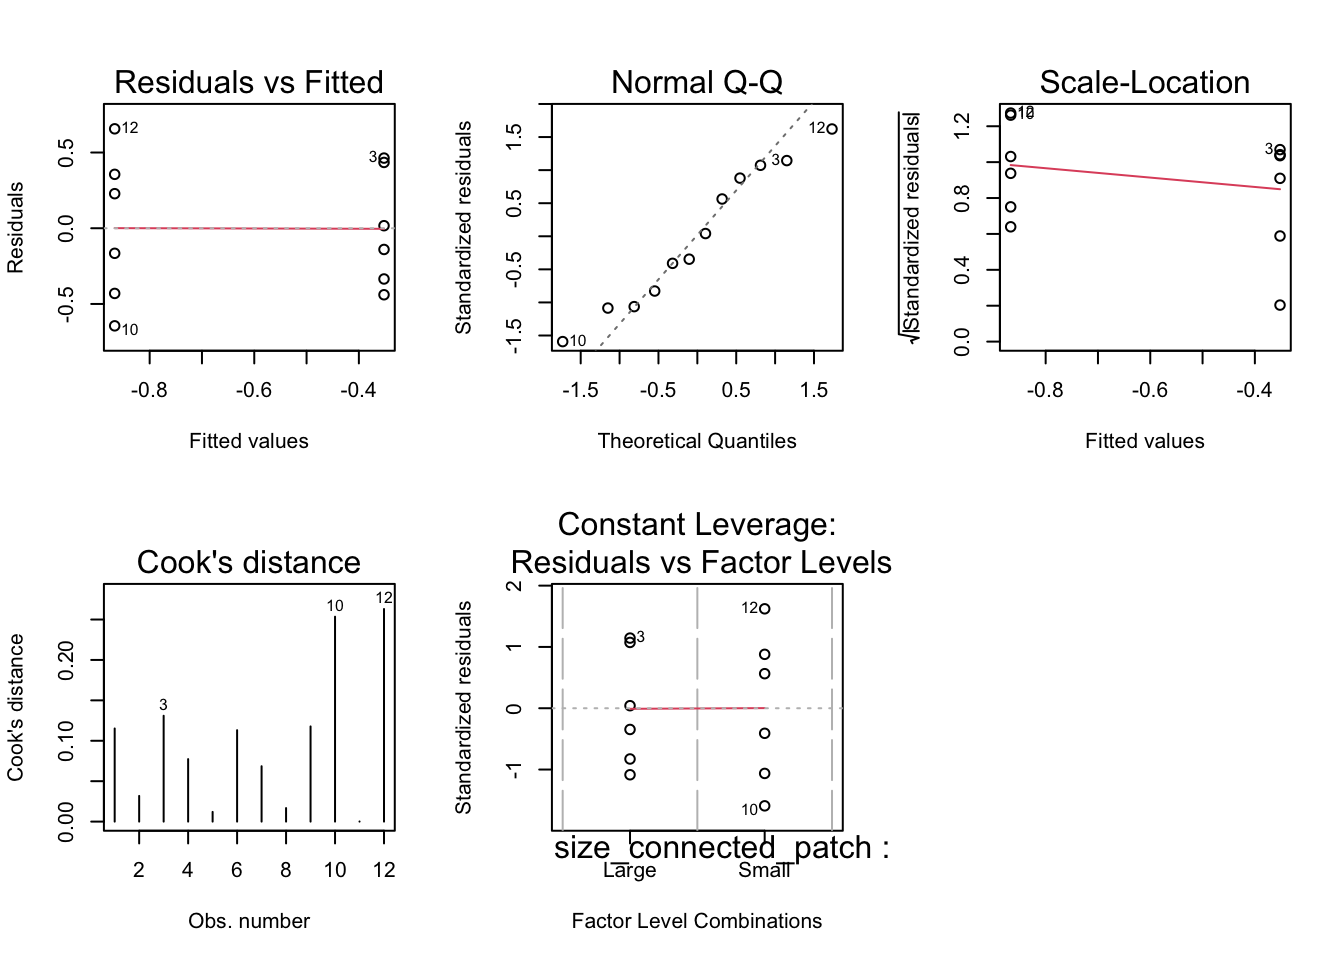 Residuals vs Fitted
Residuals
0.5
0.0
-0.5
12
3
10
-0.8
-0.6
-0.4
Fitted values
Normal Q-Q
Standardized residuals
1.5
0.5
-0.5
-1.5
12
3
10
-1.5
-0.5
0.5
1.5
Theoretical Quantiles
Scale-Location
√|Standardized residuals|
1.2
0.8
0.4
0.0
12
10
3
-0.8
-0.6
-0.4
Fitted values
Cook's distance
Cook's distance
0.20
0.10
0.00
3
10
12
2
4
6
8
10
12
Obs. number
Constant Leverage:
Residuals vs Factor Levels
Standardized residuals
2
1
0
-1
12
3
10
size_connected_patch :
Large
Small
Factor Level Combinations